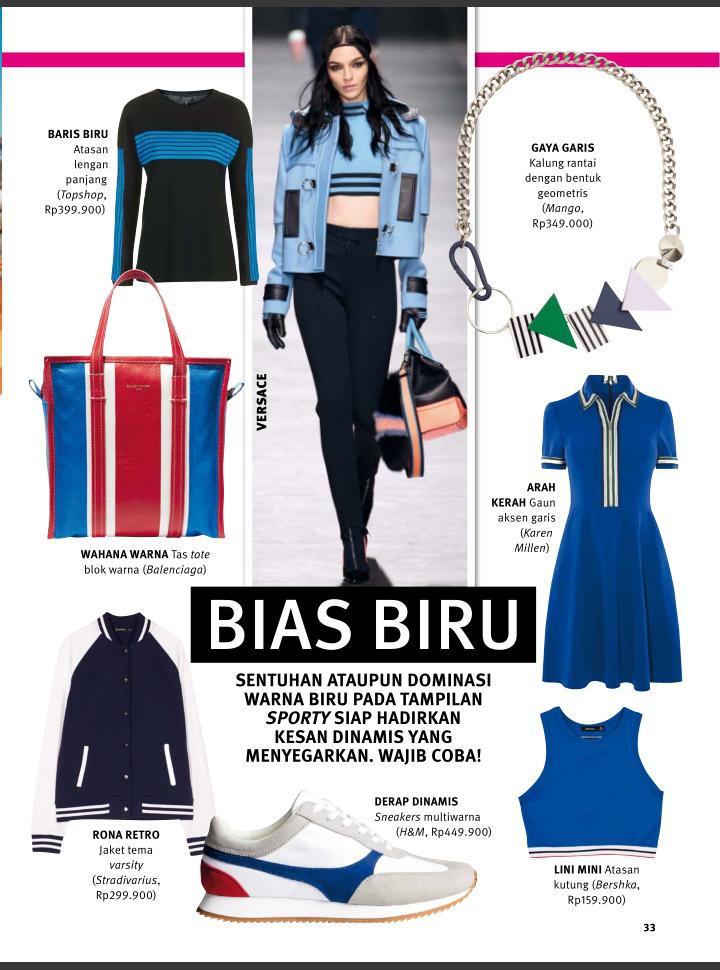 BARIS BIRU
Atasan
lengan
panjang
(Topshop,
Rp399.900)
GAYA GARIS
Kalung rantai
dengan bentuk
geometris
(Mango,
Rp349.000)
VERSACE
WAHANA WARNA Tas tote
blok warna (Balenciaga)
ARAH
KERAH Gaun
aksen garis
(Karen
Millen)
BIAS BIRU
SENTUHAN ATAUPUN DOMINASI
WARNA BIRU PADA TAMPILAN
SPORTY SIAP HADIRKAN
KESAN DINAMIS YANG
MENYEGARKAN. WAJIB COBA!
RONA RETRO
Jaket tema
varsity
(Stradivarius,
Rp299.900)
DERAP DINAMIS
Sneakers multiwarna
(H&M, Rp449.900)
LINI MINI Atasan
kutung (Bershka,
Rp159.900)
33